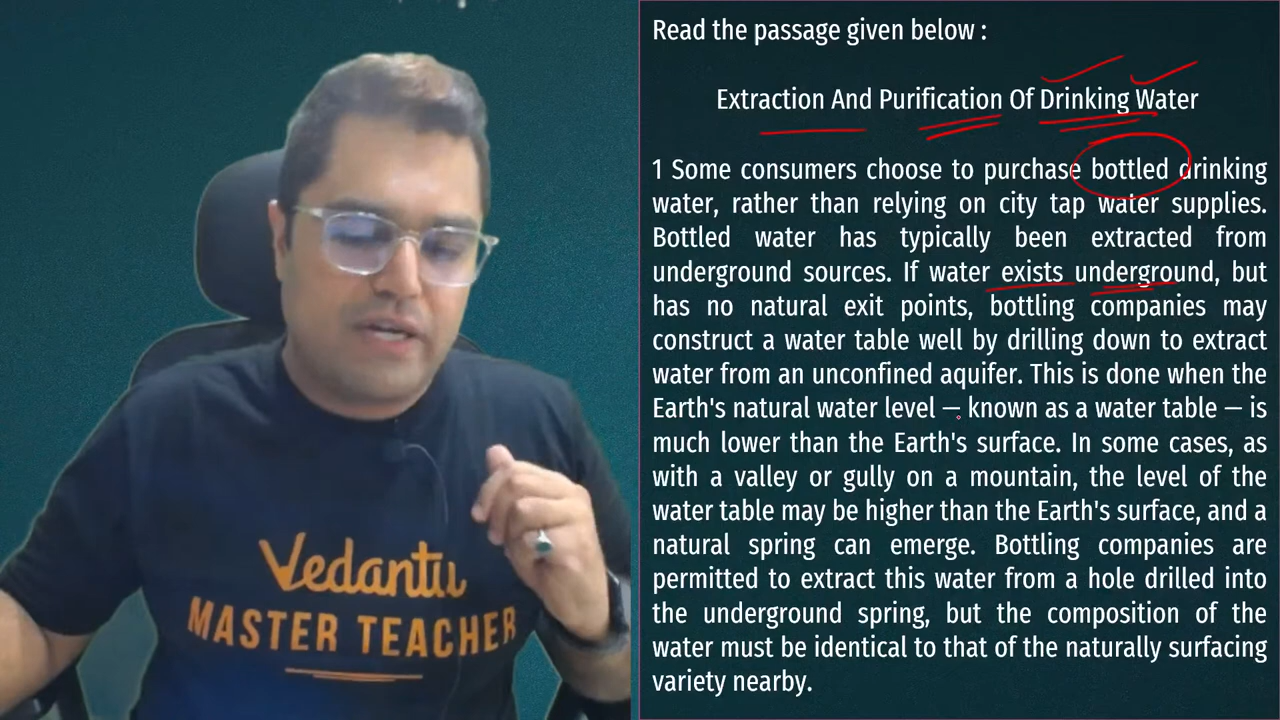 Read the passage given below :
Extraction And Purification Of Drinking Water
1 Some consumers choose to purchase bottled drinking
water, rather than relying on city tap water supplies.
Bottled water has typically been extracted from
underground sources. If water exists underground, but
has no natural exit points, bottling companies may
construct a water table well by drilling down to extract
water from an unconfined aquifer. This is done when the
Earth's natural water level — known as a water table — is
much lower than the Earth's surface. In some cases, as
with a valley or gully on a mountain, the level of the
water table may be higher than the Earth's surface, and a
natural spring can emerge. Bottling companies are
permitted to extract this water from a hole drilled into
the underground spring, but the composition of the
water must be identical to that of the naturally surfacing
variety nearby.
Vedantu
MASTER TEACHER